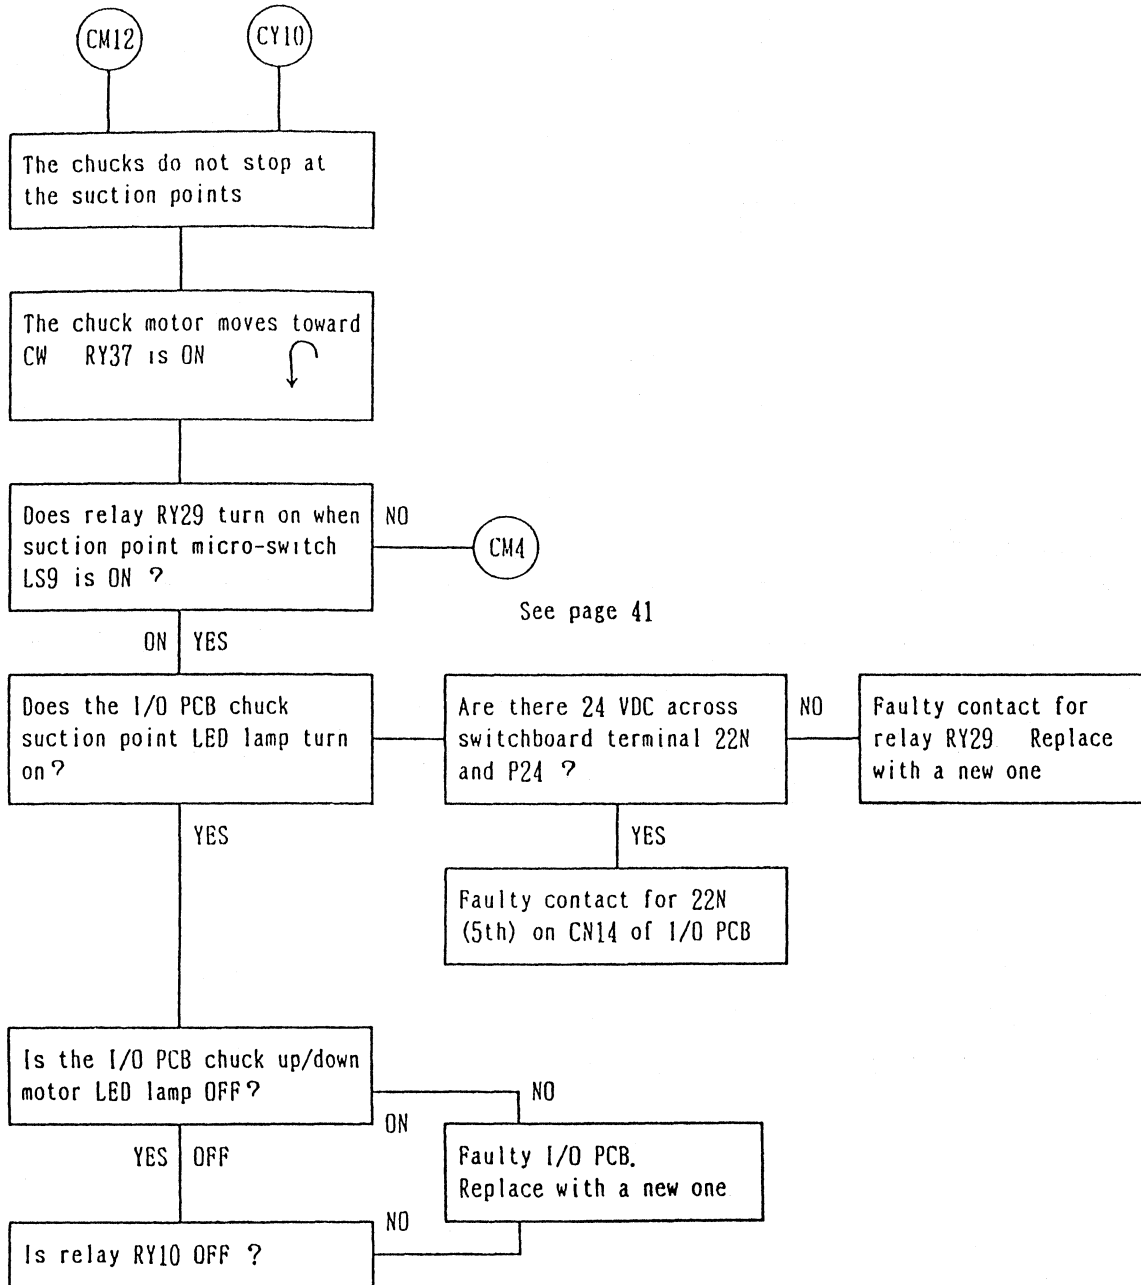 CM12
CY10
The chucks do not stop at
the suction points
The chuck motor moves toward
CW RY37 is ON
Does relay RY29 turn on when
suction point micro-switch
LS9 is ON ?
NO
CM4
See page 41
ON YES
Does the I/O PCB chuck
suction point LED lamp turn
on?
Are there 24 VDC across
switchboard terminal 22N
and P24 ?
NO
Faulty contact for
relay RY29 Replace
with a new one
YES
YES
Faulty contact for 22N
(5th) on CN14 of I/O PCB
Is the I/O PCB chuck up/down
motor LED lamp OFF?
NO
ON
YES OFF
Faulty I/O PCB.
Replace with a new one
NO
Is relay RY10 OFF ?